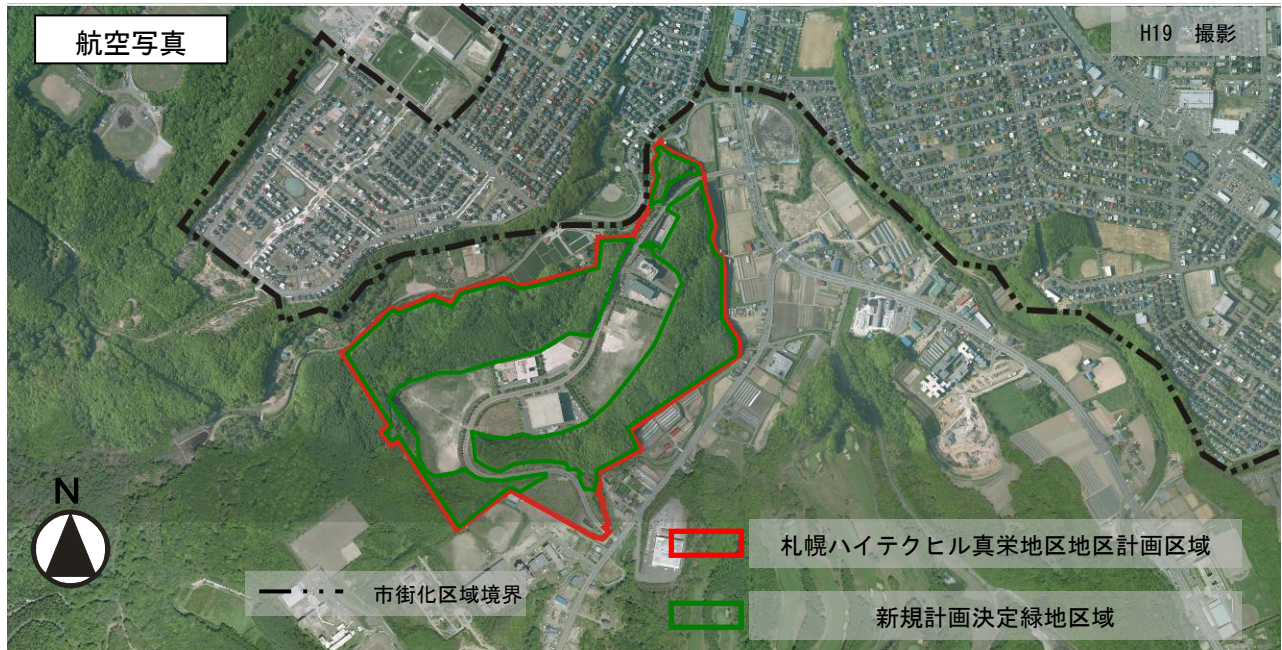 航空写真
H19 撮影
N
札幌ハイテクヒル真栄地区地区計画区域
市街化区域境界
新規計画決定緑地区域